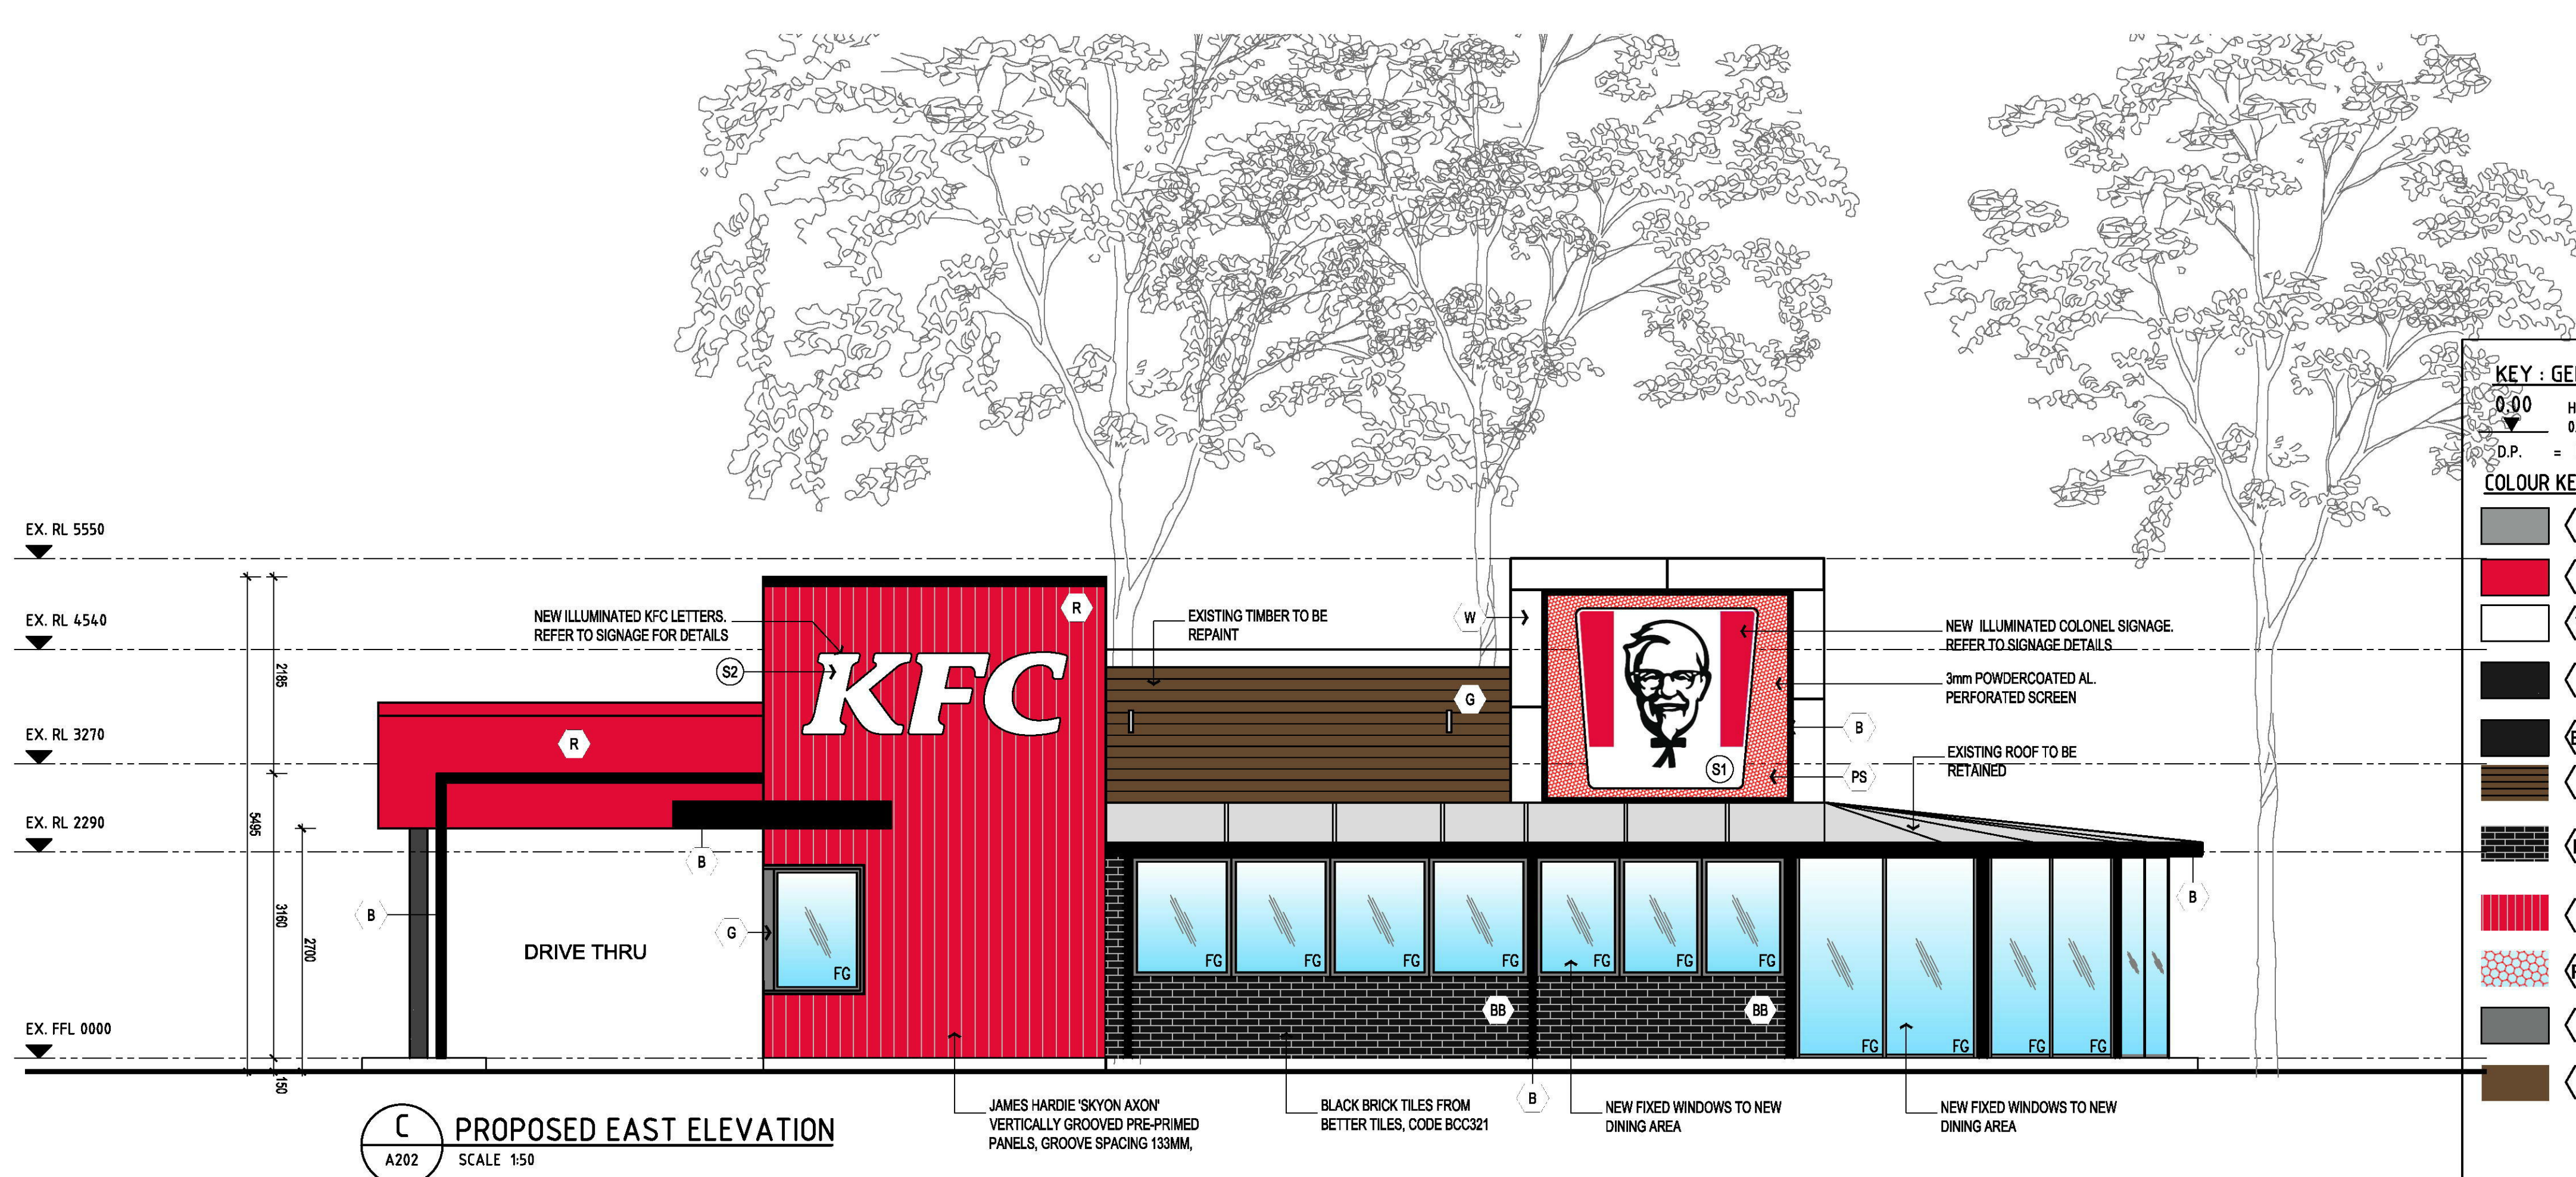 EX. RL 5550
EX. RL 4540
EX. RL 3270
EX. RL 2290
EX. FFL 0000
5495
2185
3160
150
2700
NEW ILLUMINATED KFC LETTERS.
REFER TO SIGNAGE FOR DETAILS
S2
R
R
KFC
B
B
G
FG
DRIVE THRU
EXISTING TIMBER TO BE
REPAINT
G
W
S1
NEW ILLUMINATED COLONEL SIGNAGE.
REFER TO SIGNAGE DETAILS
3mm POWDERCOATED AL.
PERFORATED SCREEN
B
PS
EXISTING ROOF TO BE
RETAINED
B
FG
FG
FG
FG
FG
FG
FG
BB
BB
FG
FG
FG
FG
B
JAMES HARDIE 'SKYON AXON'
VERTICALLY GROOVED PRE-PRIMED
PANELS, GROOVE SPACING 133MM,
BLACK BRICK TILES FROM
BETTER TILES, CODE BCC321
NEW FIXED WINDOWS TO NEW
DINING AREA
NEW FIXED WINDOWS TO NEW
DINING AREA
C
A202
PROPOSED EAST ELEVATION
SCALE 1:50
KEY :
0.00
D.P. =
COLOUR